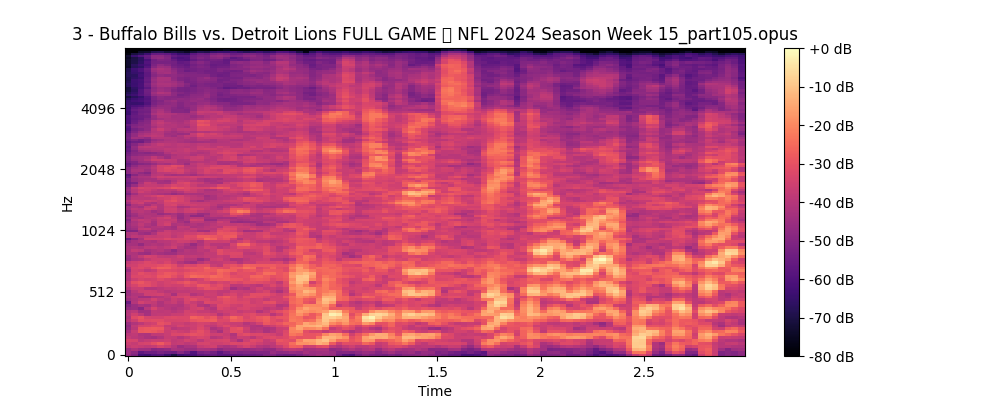 3 - Buffalo Bills vs. Detroit Lions FULL GAME ▯ NFL 2024 Season Week 15_part105.opus
+0 dB
4096
-10 dB
-20 dB
2048
-30 dB
Hz
1024
-40 dB
-50 dB
512
-60 dB
-70 dB
0
-80 dB
0 0.5 1 1.5 2 2.5
Time